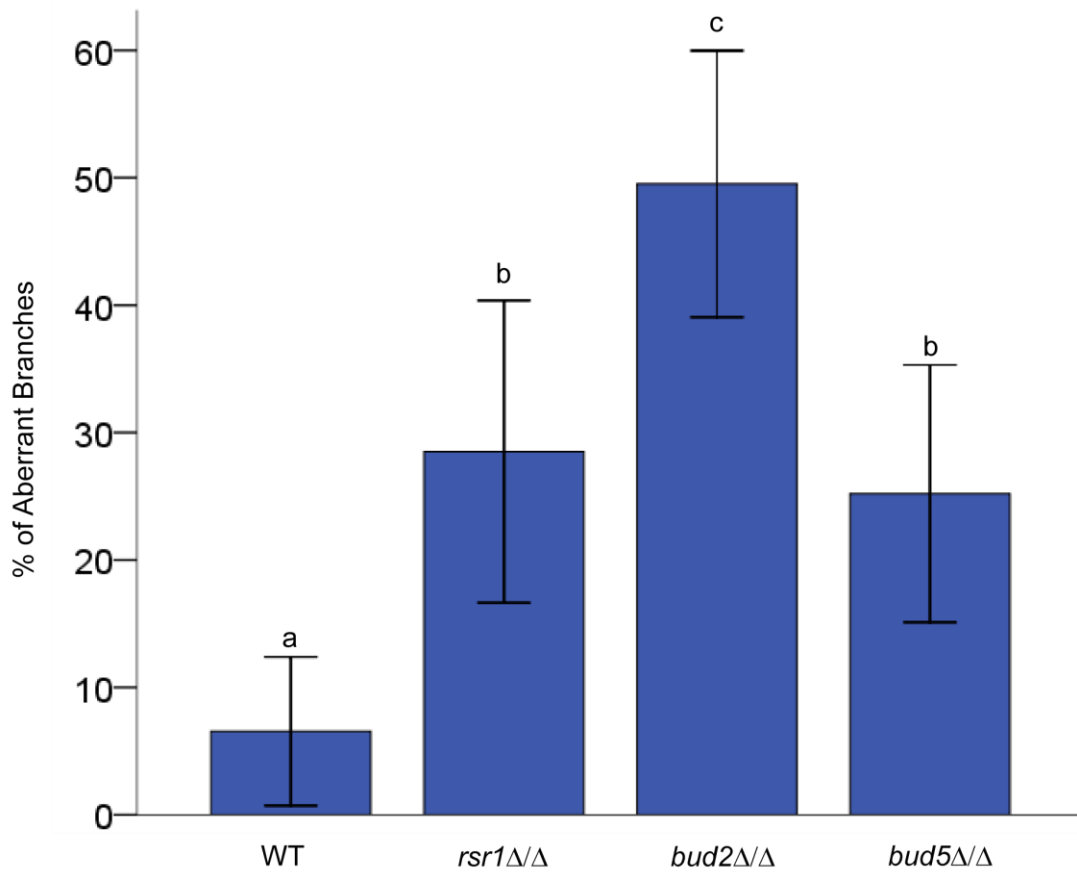 % of Aberrant Branches
60
50
40
30
20
10
0
a
b
c
b
WT
rsr1Δ/Δ
bud2Δ/Δ
bud5Δ/Δ